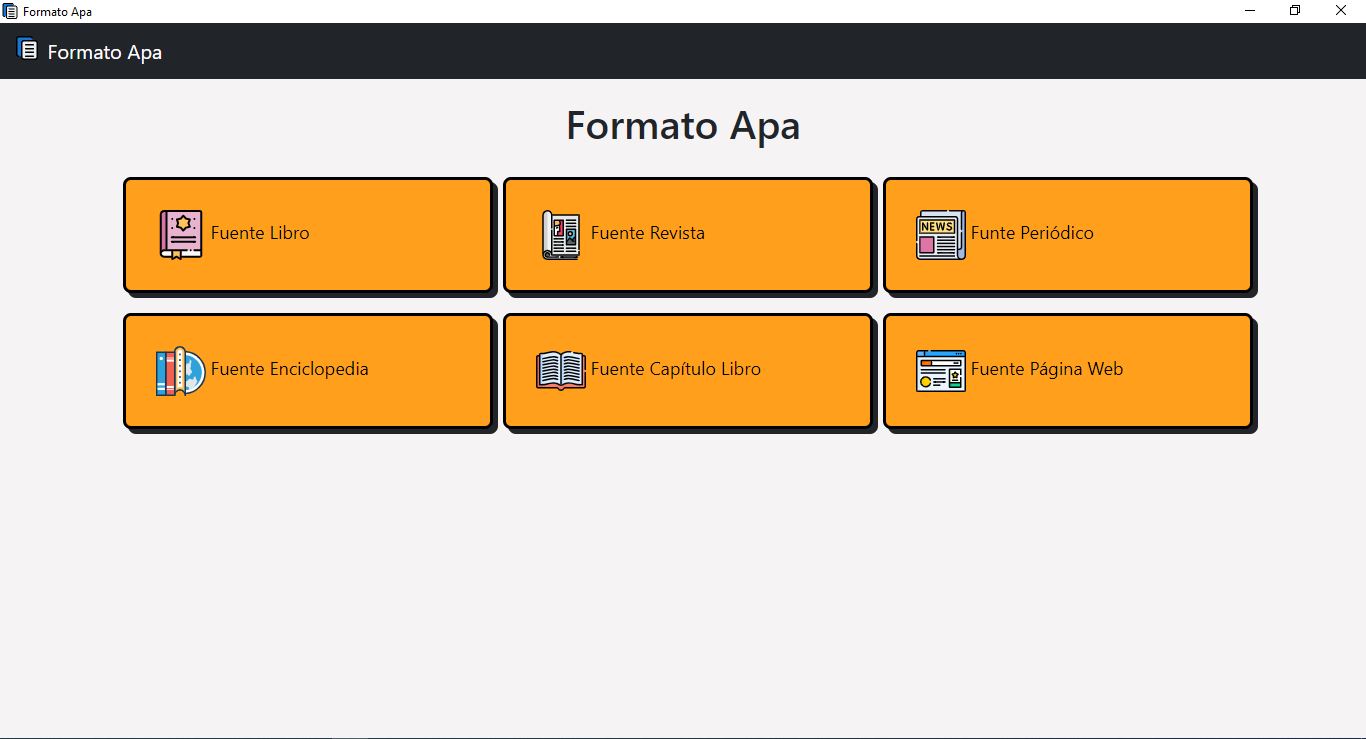 Formato Apa
Formato Apa
Formato Apa
Fuente Libro
Fuente Revista
NEWS
Funte Periódico
Fuente Enciclopedia
Fuente Capítulo Libro
Fuente Página Web